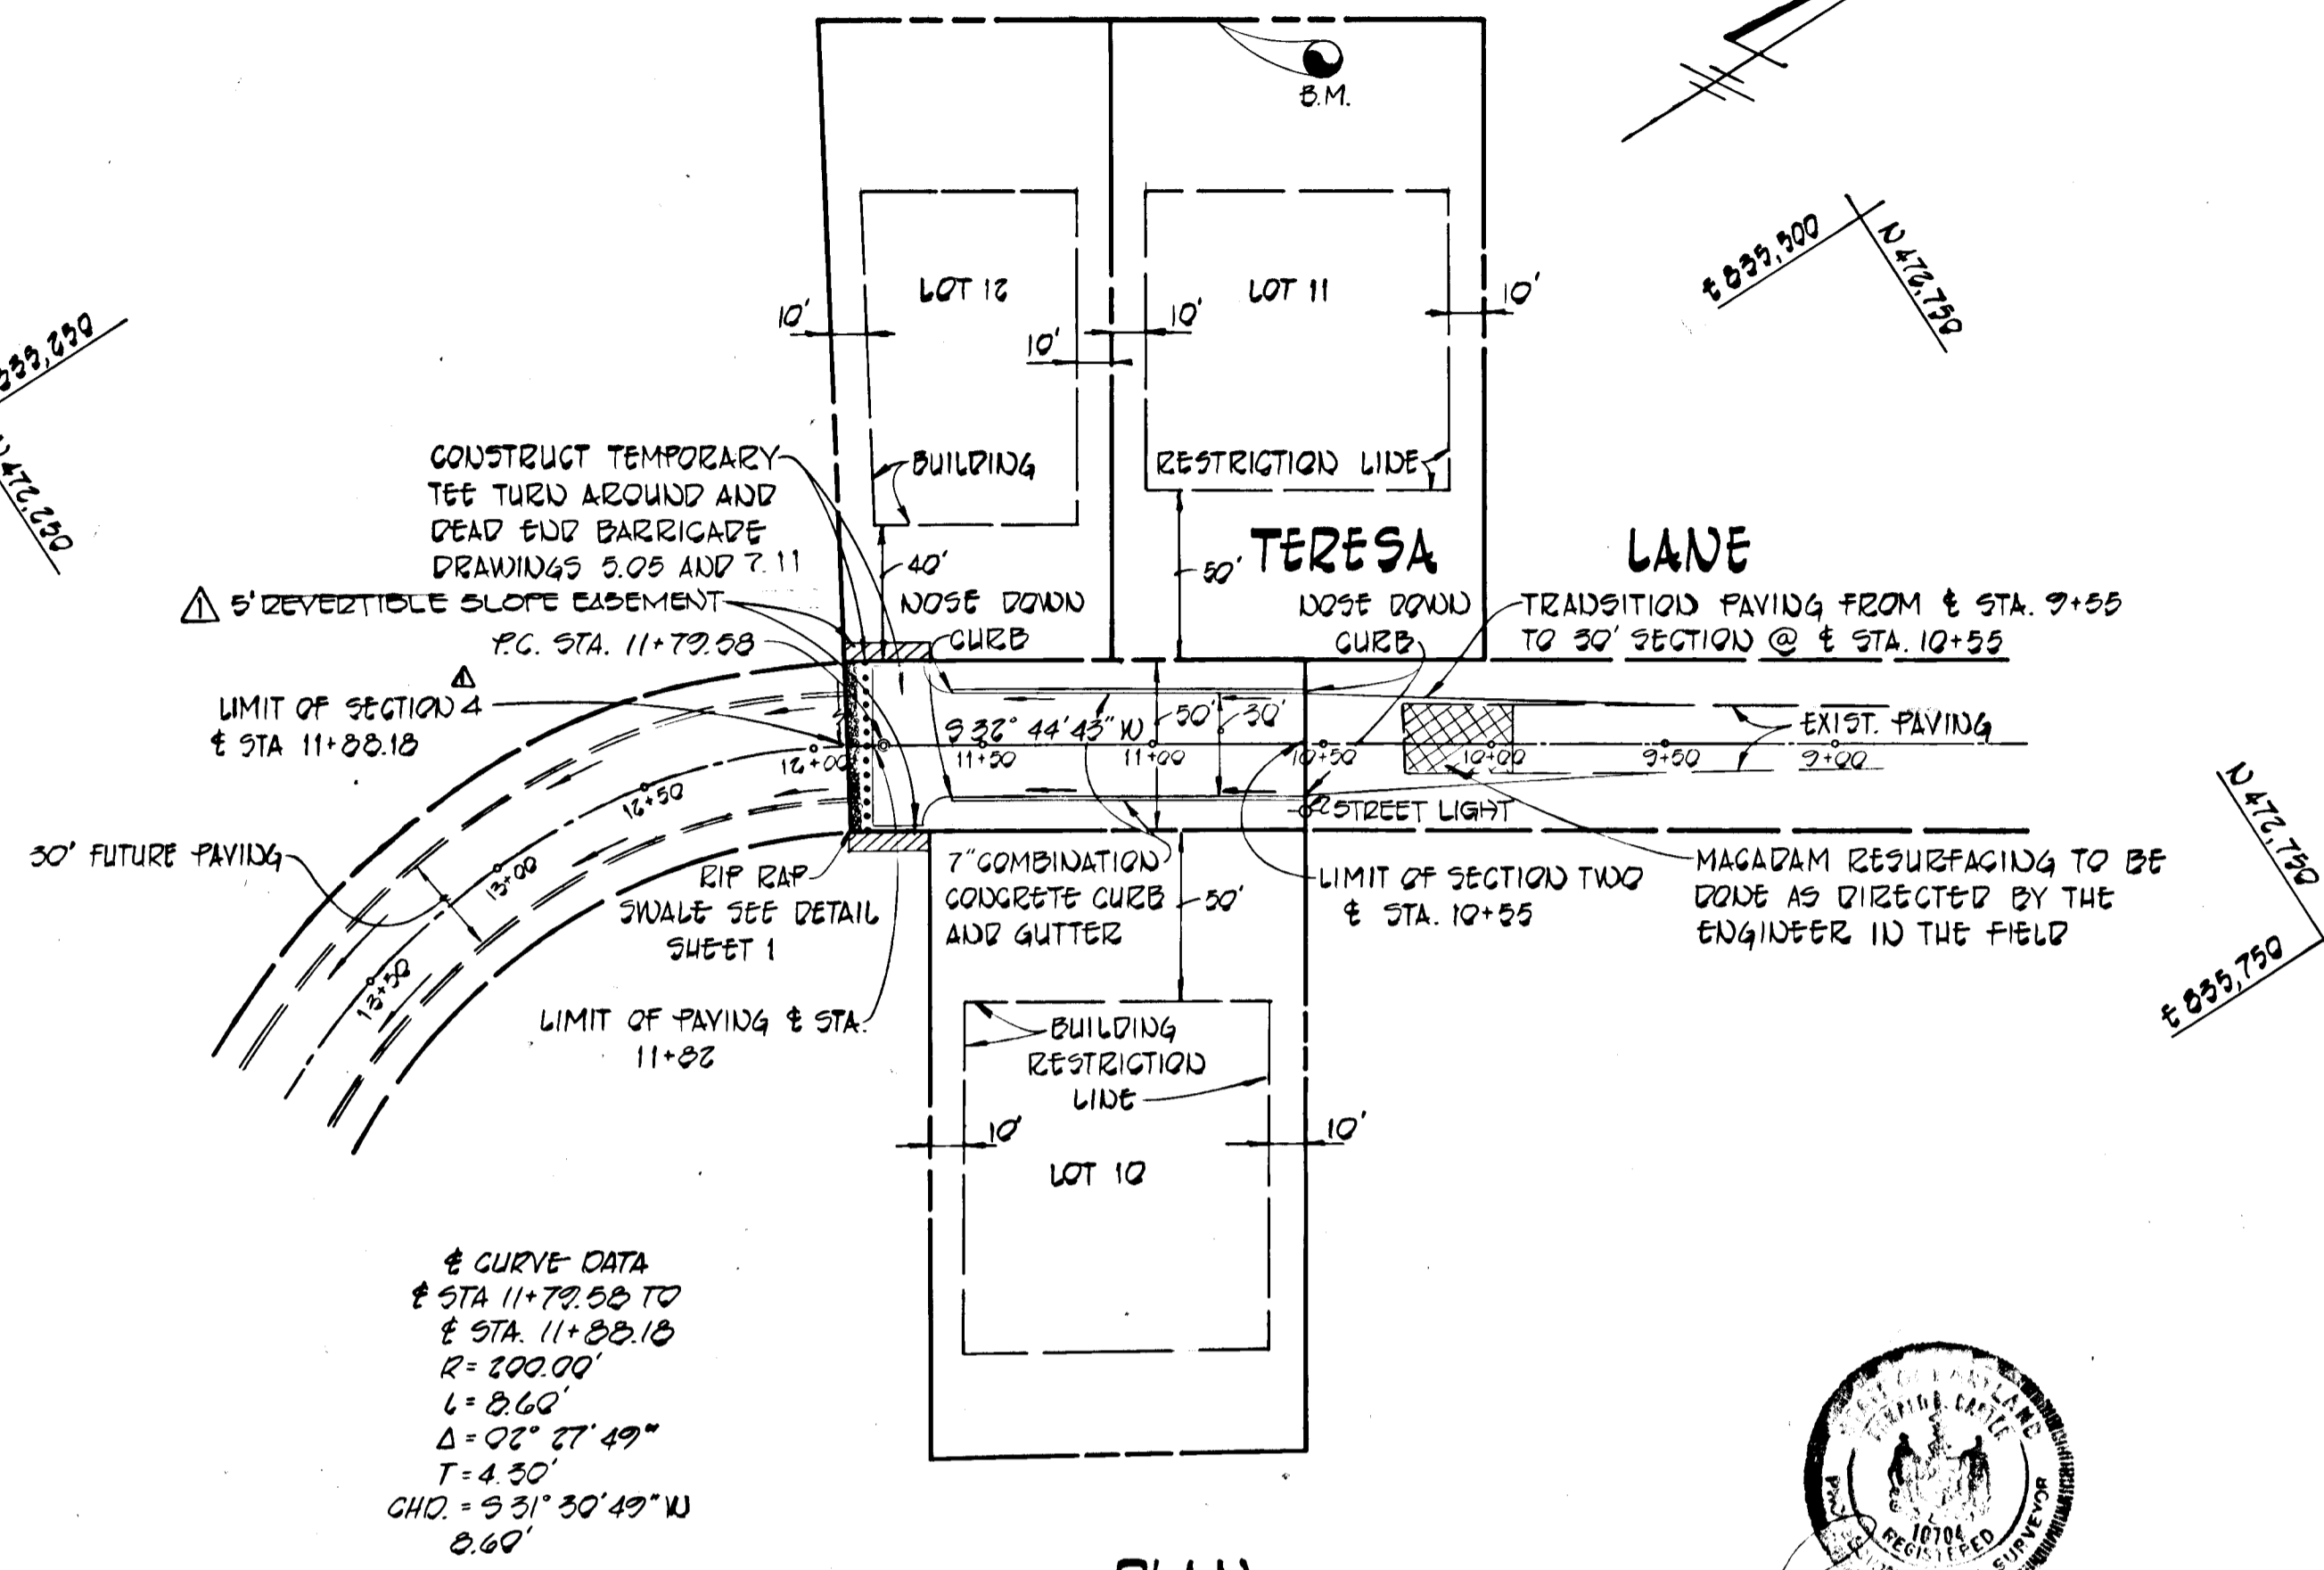 B.M.
LOT 12
LOT 11
10'
10'
10'
10'
N 472,750
BUILDING
RESTRICTION LINE
CONSTRUCT TEMPORARY
TEE TURN AROUND AND
DEAD END BARRICADE
DRAWINGS 5.05 AND 7.11
40'
50'
TERESA LANE
⚠1 5' REVERTIBLE SLOPE EASEMENT
NOSE DOWN
CURB
NOSE DOWN
CURB
TRANSITION PAVING FROM ℄ STA. 9+55
TO 30' SECTION @ ℄ STA. 10+55
P.C. STA. 11+79.58
1
LIMIT OF SECTION 4
℄ STA 11+88.18
S 32° 44' 43" W
50'
30'
EXIST. PAVING
13+50
13+00
12+50
12+00
11+50
11+00
10+50
10+00
9+50
9+00
STREET LIGHT
30' FUTURE PAVING
RIP RAP
SWALE SEE DETAIL
SHEET 1
7" COMBINATION
CONCRETE CURB
AND GUTTER
50'
LIMIT OF SECTION TWO
℄ STA. 10+55
MACADAM RESURFACING TO BE
DONE AS DIRECTED BY THE
ENGINEER IN THE FIELD
N 472,750
E 835,750
LIMIT OF PAVING ℄ STA.
11+82
BUILDING
RESTRICTION
LINE
10'
10'
LOT 10
℄ CURVE DATA
℄ STA 11+79.58 TO
℄ STA. 11+88.18
R = 200.00'
L = 8.60'
Δ = 02° 27' 49"
T = 4.30'
CHD. = S 31° 30' 49" W
8.60'
REGISTERED
SURVEYOR
PLAN